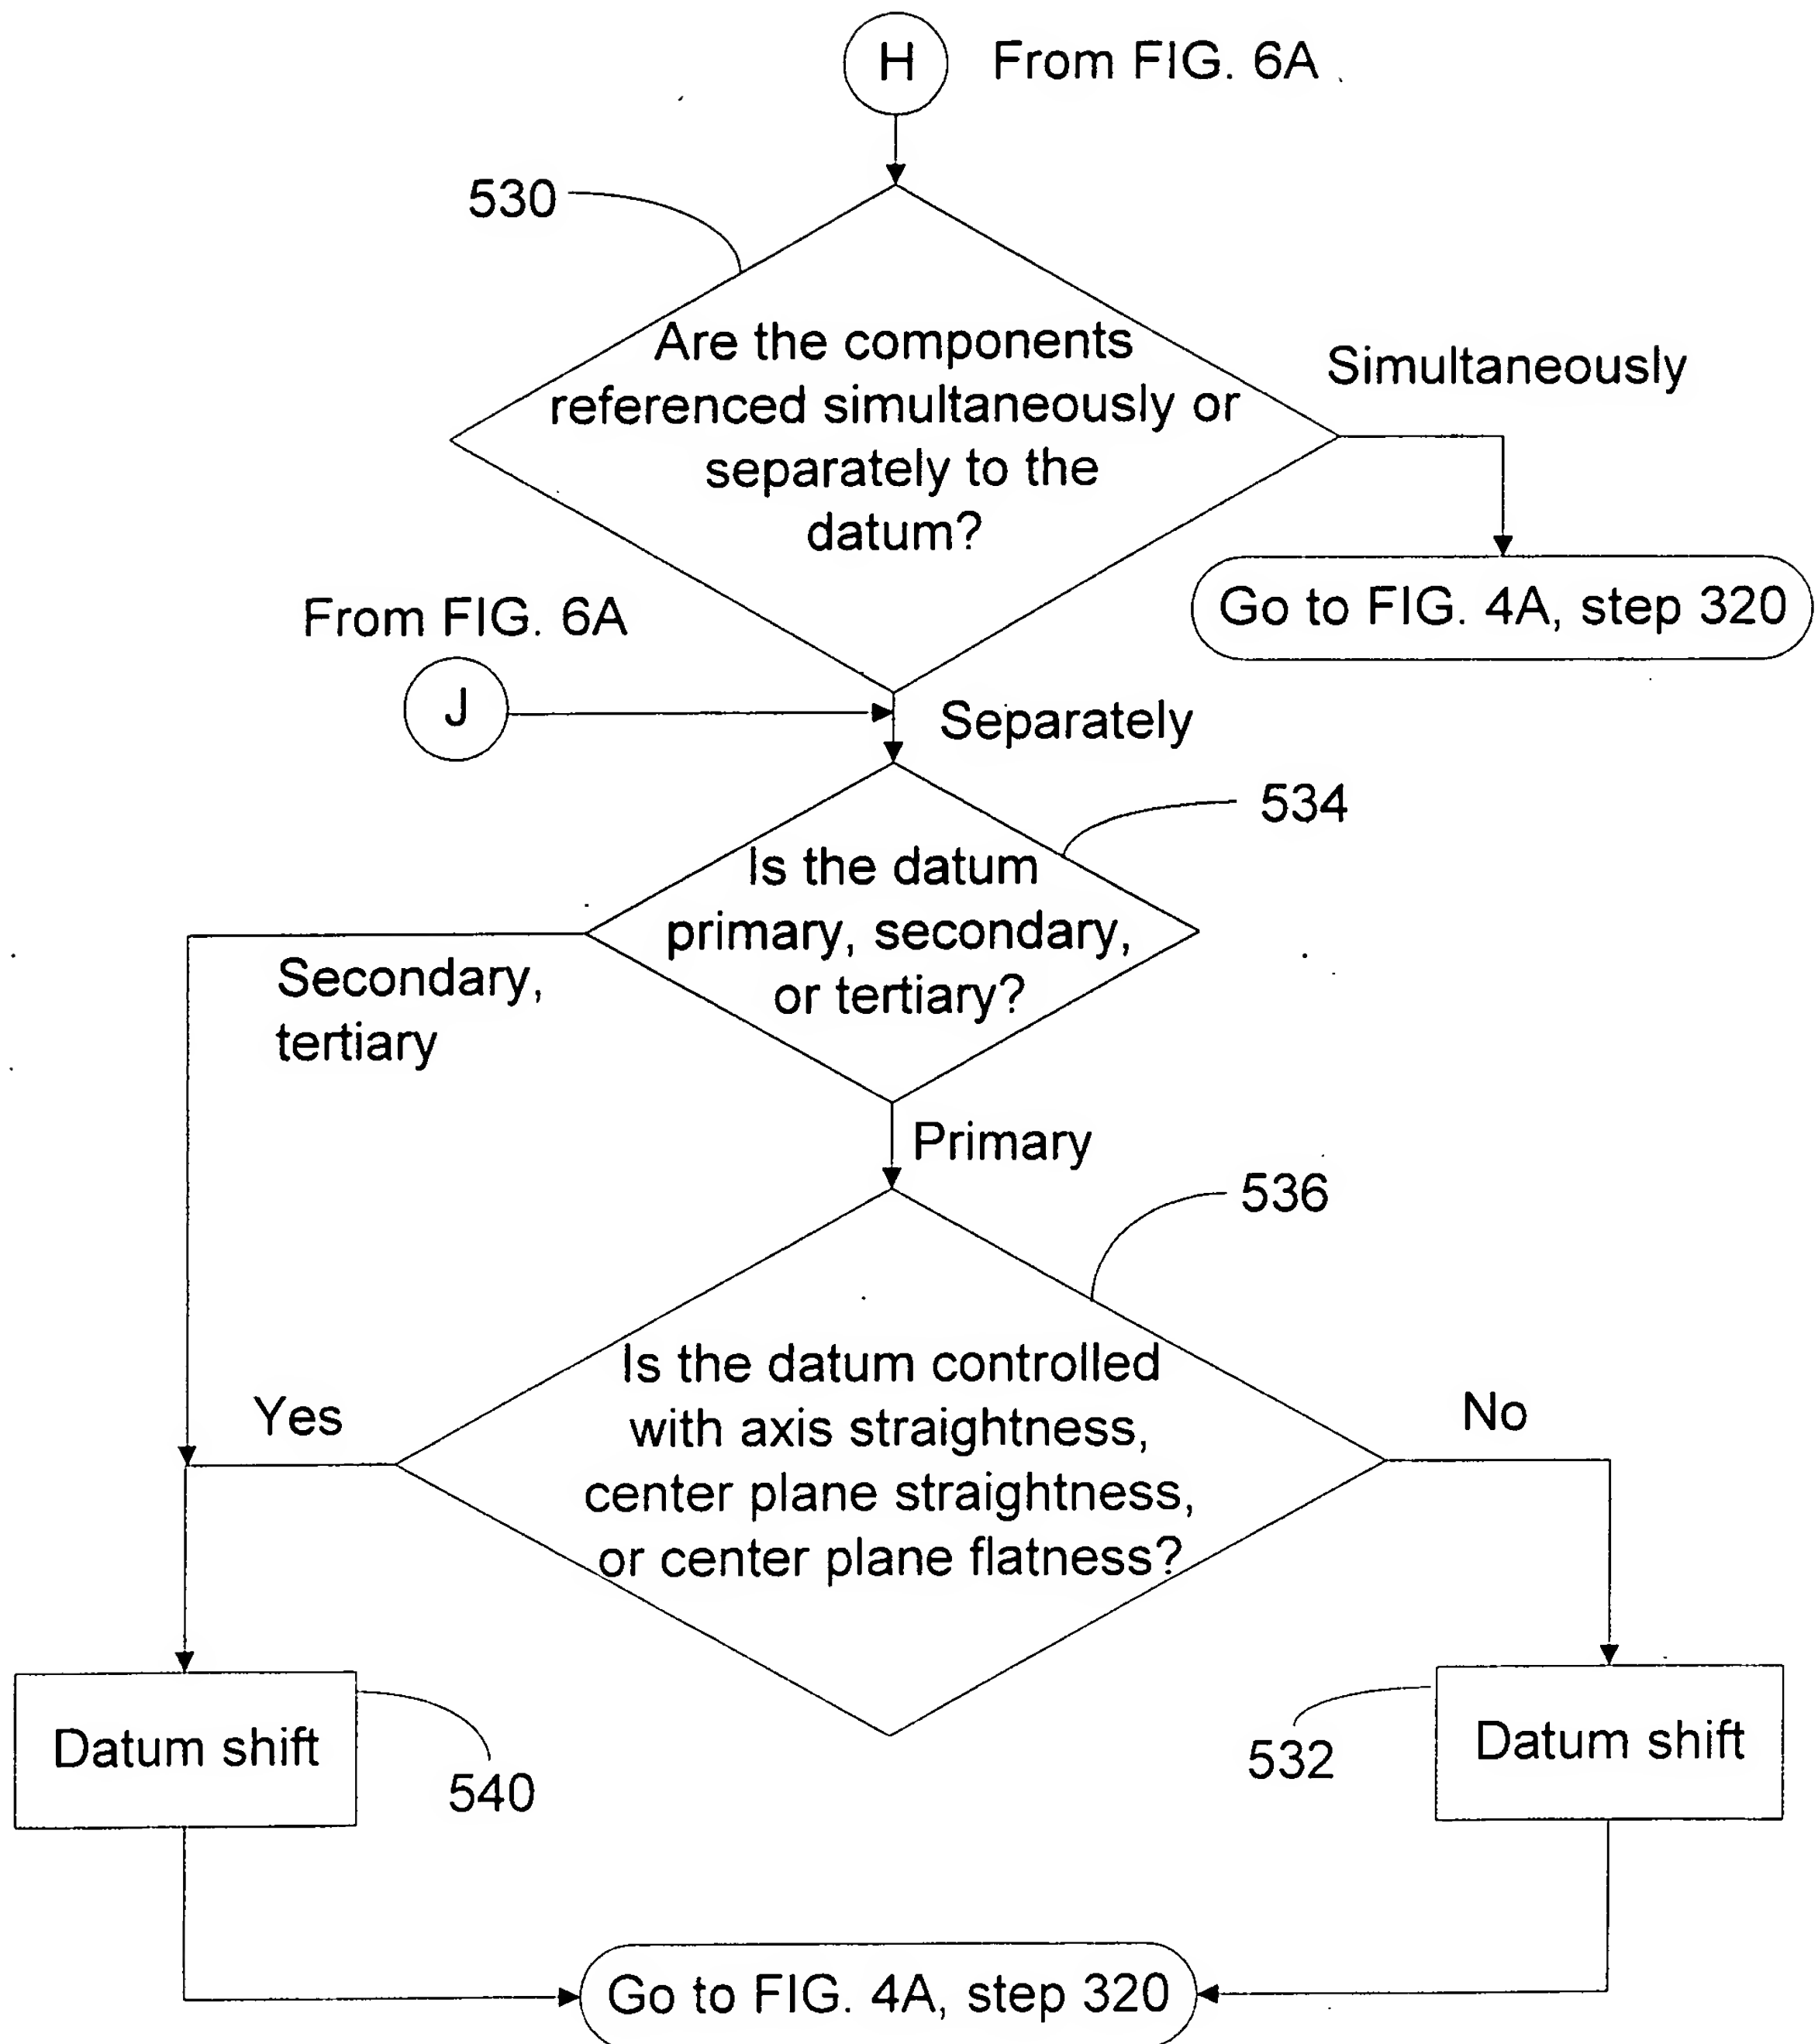 H
From FIG. 6A
530
Are the components
referenced simultaneously or
separately to the
datum?
Simultaneously
Go to FIG. 4A, step 320
From FIG. 6A
J
Separately
534
Is the datum
primary, secondary,
or tertiary?
Secondary,
tertiary
Primary
536
Is the datum controlled
with axis straightness,
center plane straightness,
or center plane flatness?
Yes
No
Datum shift
540
532
Datum shift
Go to FIG. 4A, step 320